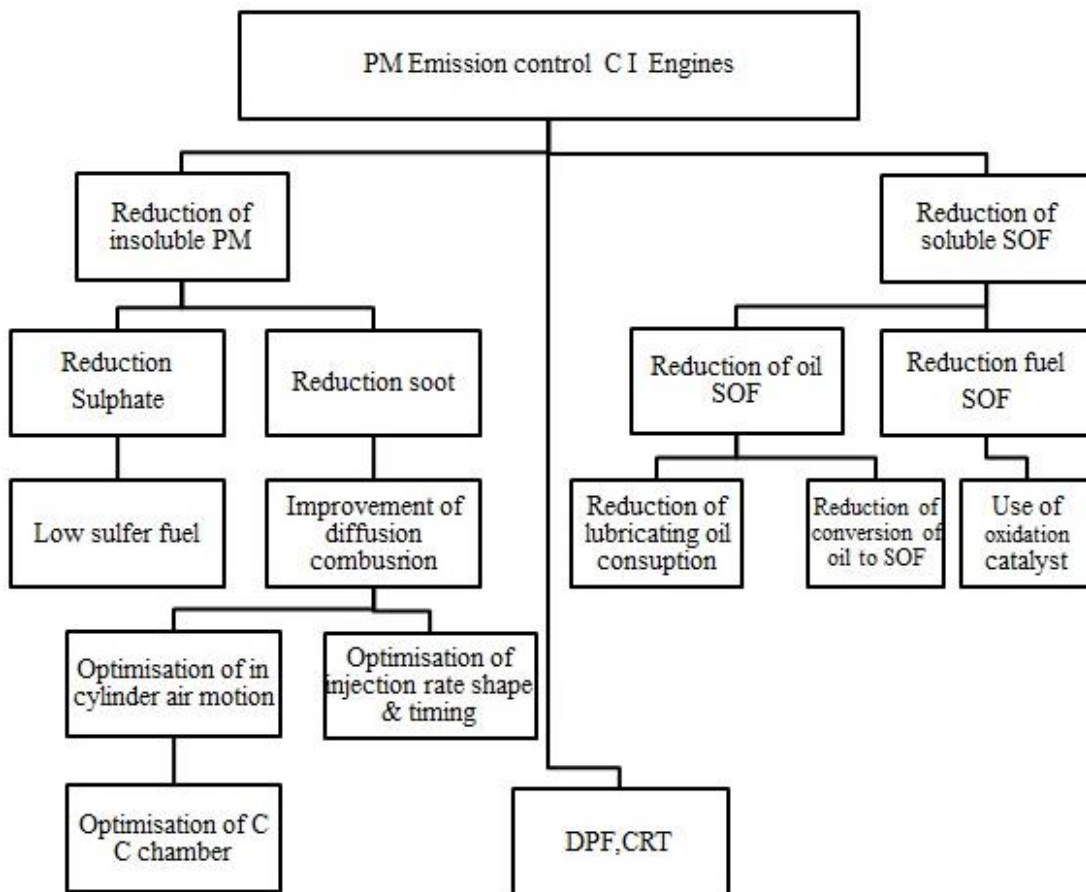 PM Emission control C I Engines
Reduction of
insoluble PM
Reduction of
soluble SOF
Reduction
Sulphate
Reduction soot
Reduction of oil
SOF
Reduction fuel
SOF
Low sulfer fuel
Improvement of
diffusion
combusrion
Reduction of
lubricating oil
consuption
Reduction of
conversion of
oil to SOF
Use of
oxidation
catalyst
Optimisation of in
cylinder air motion
Optimisation of
injection rate shape
& timing
Optimisation of C
C chamber
DPF,CRT